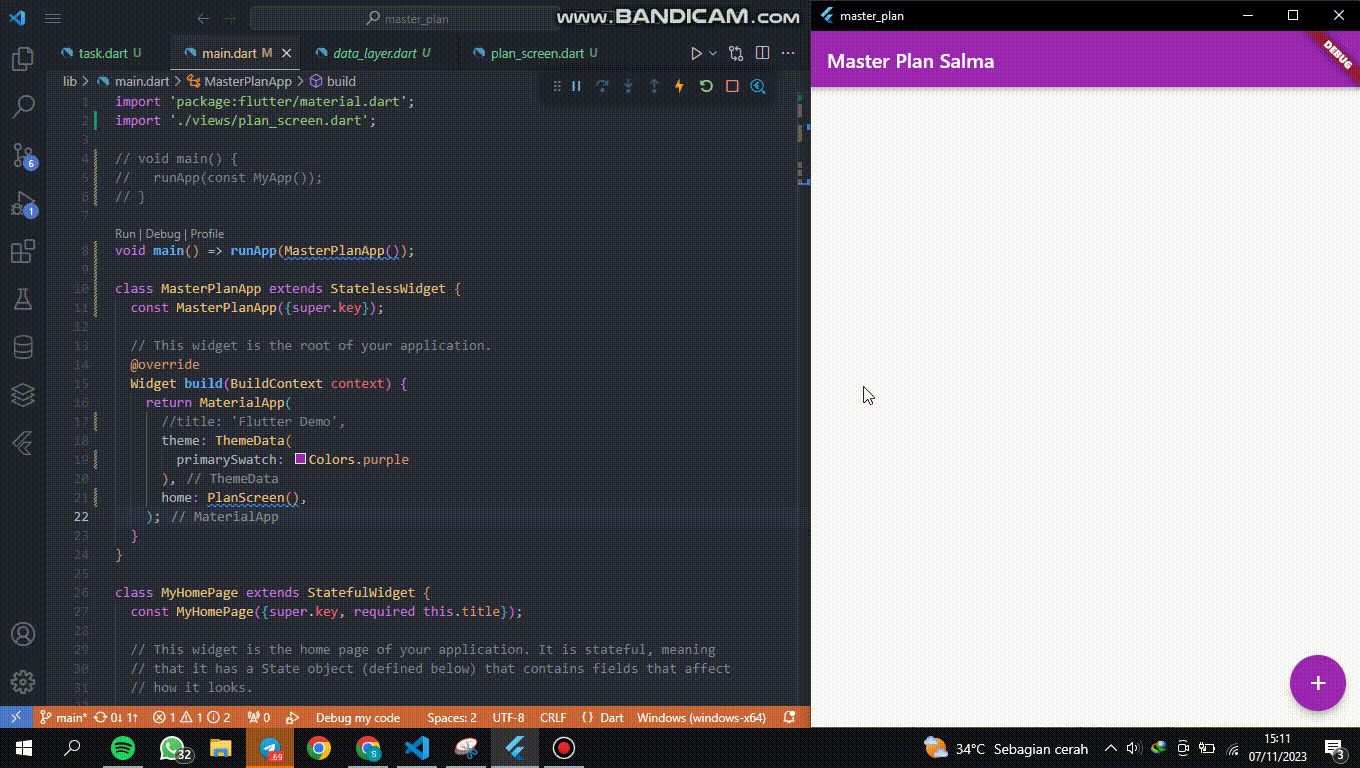 master_plan
www.BANDICAM.com
master_plan
task.dart U
main.dart M
data_layer.dart U
plan_screen.dart U
lib > main.dart > MasterPlanApp > build
1 import 'package:flutter/material.dart';
2 import './views/plan_screen.dart';
3
4 // void main() {
5 //   runApp(const MyApp());
6 // }
7
Run | Debug | Profile
8 void main() => runApp(MasterPlanApp());
9
10 class MasterPlanApp extends StatelessWidget {
11   const MasterPlanApp({super.key});
12
13   // This widget is the root of your application.
14   @override
15   Widget build(BuildContext context) {
16     return MaterialApp(
17       //title: 'Flutter Demo',
18       theme: ThemeData(
19         primarySwatch: Colors.purple
20       ), // ThemeData
21       home: PlanScreen(),
22     ); // MaterialApp
23   }
24 }
25
26 class MyHomePage extends StatefulWidget {
27   const MyHomePage({super.key, required this.title});
28
29   // This widget is the home page of your application. It is stateful, meaning
30   // that it has a State object (defined below) that contains fields that affect
31   // how it looks.
6
1
Master Plan Salma
DEBUG
+
main* 0↓ 1↑ 1 1 2 0 Debug my code Spaces: 2 UTF-8 CRLF {} Dart Windows (windows-x64)
32
69
34°C Sebagian cerah
15:11
07/11/2023
3